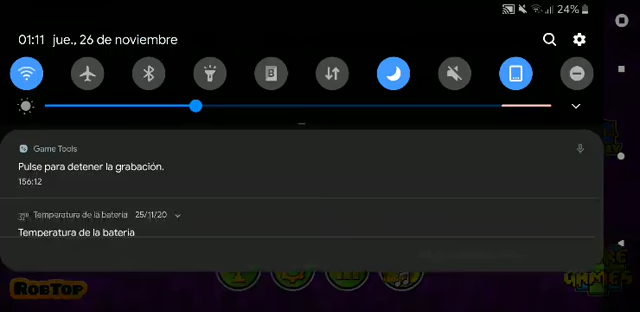 24%
01:11 jue., 26 de noviembre
B
Game Tools
Pulse para detener la grabación.
156:12
Temperatura de la batería 25/11/20
Temperatura de la batería
ROBTOP
GAMES